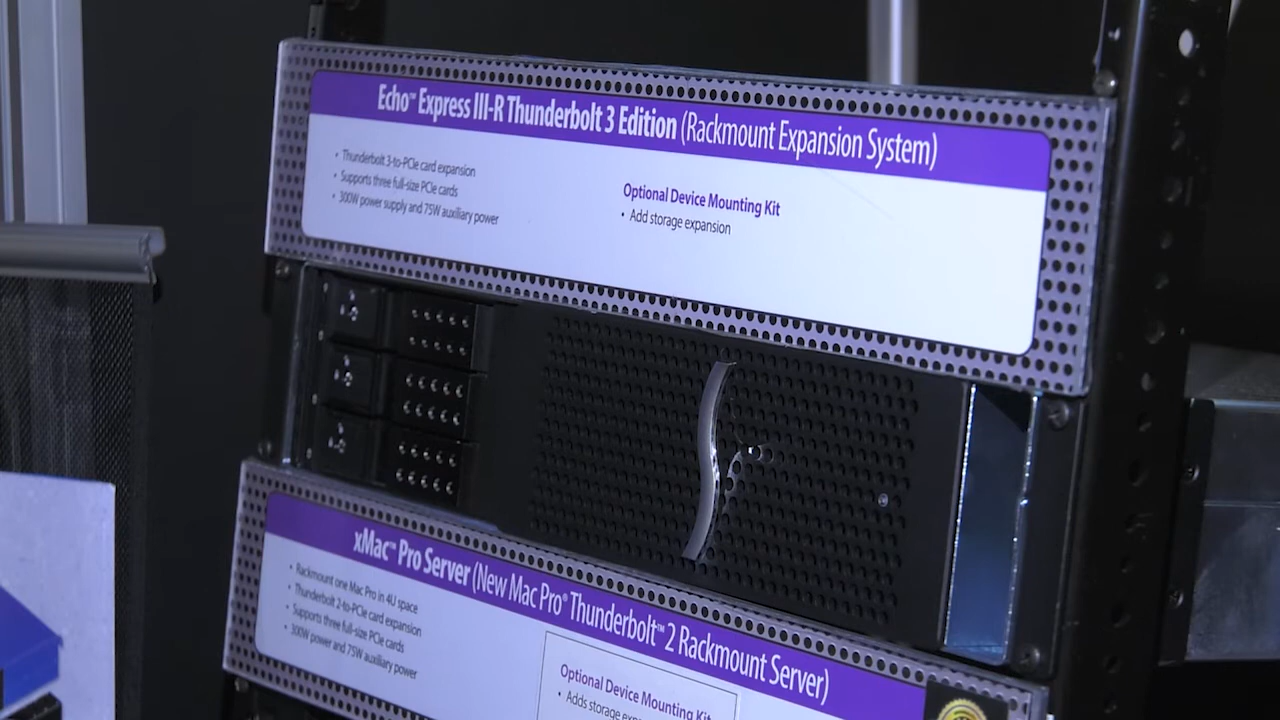 Echo™ Express III-R Thunderbolt 3 Edition (Rackmount Expansion System)
• Thunderbolt 3-to-PCIe card expansion
• Supports three full-size PCIe cards
• 300W power supply and 75W auxiliary power
Optional Device Mounting Kit
• Add storage expansion
xMac™ Pro Server (New Mac Pro® Thunderbolt™ 2 Rackmount Server)
• Rackmount one Mac Pro in 4U space
• Thunderbolt 2-to-PCIe card expansion
• Supports three full-size PCIe cards
• 300W power and 75W auxiliary power
Optional Device Mounting Kit
• Adds storage